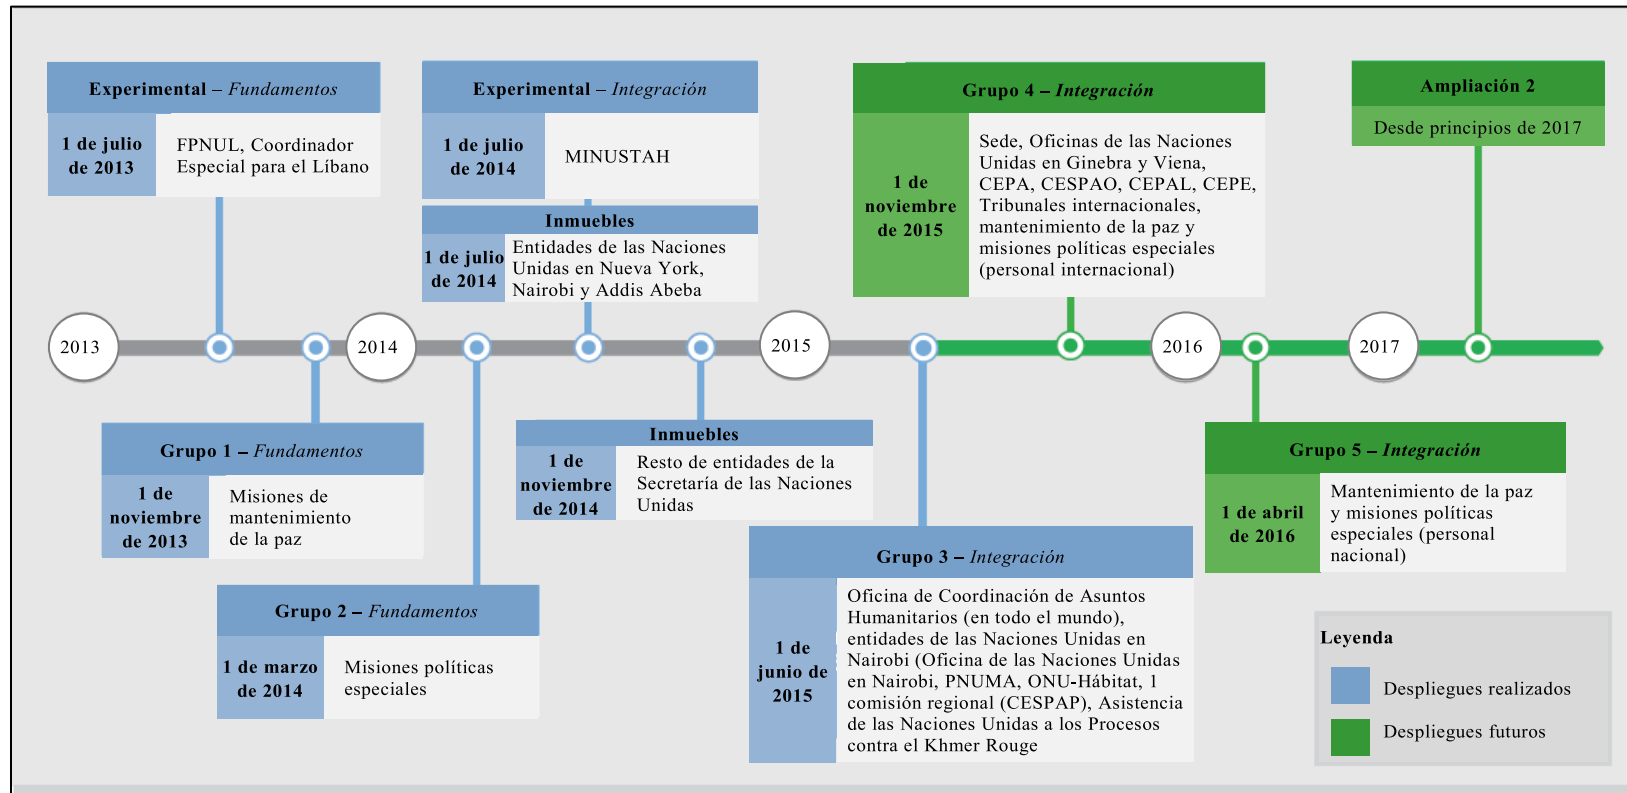 Experimental – Fundamentos
1 de julio
de 2013
FPNUL, Coordinador
Especial para el Líbano
Experimental – Integración
1 de julio
de 2014
MINUSTAH
Inmuebles
1 de julio
de 2014
Entidades de las Naciones
Unidas en Nueva York,
Nairobi y Addis Abeba
Grupo 4 – Integración
1 de
noviembre
de 2015
Sede, Oficinas de las Naciones
Unidas en Ginebra y Viena,
CEPA, CESPAO, CEPAL, CEPE,
Tribunales internacionales,
mantenimiento de la paz y
misiones políticas especiales
(personal internacional)
Ampliación 2
Desde principios de 2017
2013
2014
2015
2016
2017
Grupo 1 – Fundamentos
1 de
noviembre
de 2013
Misiones de
mantenimiento
de la paz
Grupo 2 – Fundamentos
1 de marzo
de 2014
Misiones políticas
especiales
Inmuebles
1 de
noviembre
de 2014
Resto de entidades de la
Secretaría de las Naciones
Unidas
Grupo 3 – Integración
1 de
junio de
2015
Oficina de Coordinación de Asuntos
Humanitarios (en todo el mundo),
entidades de las Naciones Unidas en
Nairobi (Oficina de las Naciones Unidas
en Nairobi, PNUMA, ONU-Hábitat, 1
comisión regional (CESPAP), Asistencia
de las Naciones Unidas a los Procesos
contra el Khmer Rouge
Grupo 5 – Integración
1 de abril
de 2016
Mantenimiento de la paz
y misiones políticas
especiales (personal
nacional)
Leyenda
Despliegues realizados
Despliegues futuros